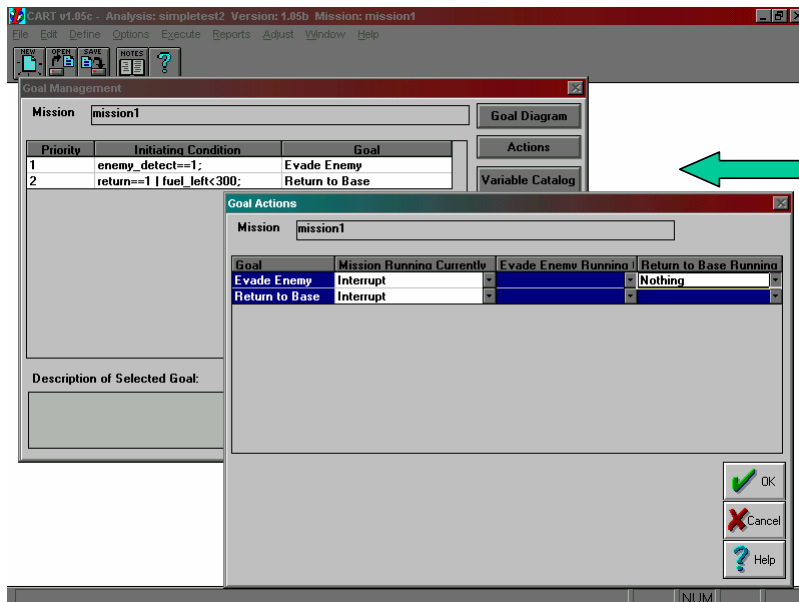 CART v1.05c - Analysis: simpletest2 Version: 1.05b Mission: mission1
File Edit Define Options Execute Reports Adjust Window Help
NEW OPEN SAVE NOTES
Goal Management
Mission mission1
Goal Diagram
Actions
Variable Catalog
Priority Initiating Condition Goal
1 enemy_detect==1; Evade Enemy
2 return==1 | fuel_left<300; Return to Base
Description of Selected Goal:
Goal Actions
Mission mission1
Goal Mission Running Currently Evade Enemy Running Return to Base Running
Evade Enemy Interrupt Nothing
Return to Base Interrupt
OK
Cancel
Help
NUM